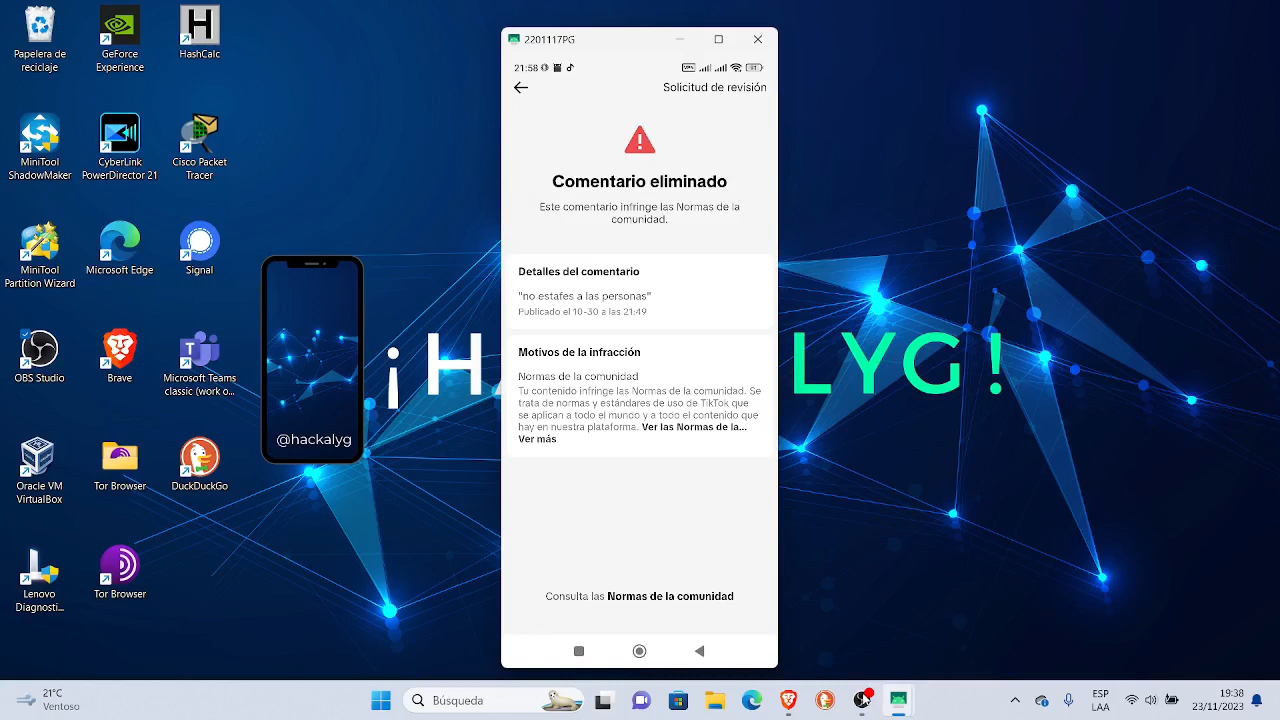 Papelera de
reciclaje
GeForce
Experience
H
HashCalc
MiniTool
ShadowMaker
CyberLink
PowerDirector 21
Cisco Packet
Tracer
MiniTool
Partition Wizard
Microsoft Edge
Signal
OBS Studio
Brave
Microsoft Teams
classic (work o...
Oracle VM
VirtualBox
Tor Browser
DuckDuckGo
Lenovo
Diagnosti...
Tor Browser
@hackalyg
¡H
LYG!
2201117PG
21:58
VPN
Solicitud de revisión
Comentario eliminado
Este comentario infringe las Normas de la
comunidad.
Detalles del comentario
"no estafes a las personas"
Publicado el 10-30 a las 21:49
Motivos de la infracción
Normas de la comunidad
Tu contenido infringe las Normas de la comunidad. Se
trata de normas y estándares de uso de TikTok que
se aplican a todo el mundo y a todo el contenido que
hay en nuestra plataforma. Ver las Normas de la...
Ver más
Consulta las Normas de la comunidad
21°C
Ventoso
Búsqueda
ESP
LAA
19:38
23/11/2023